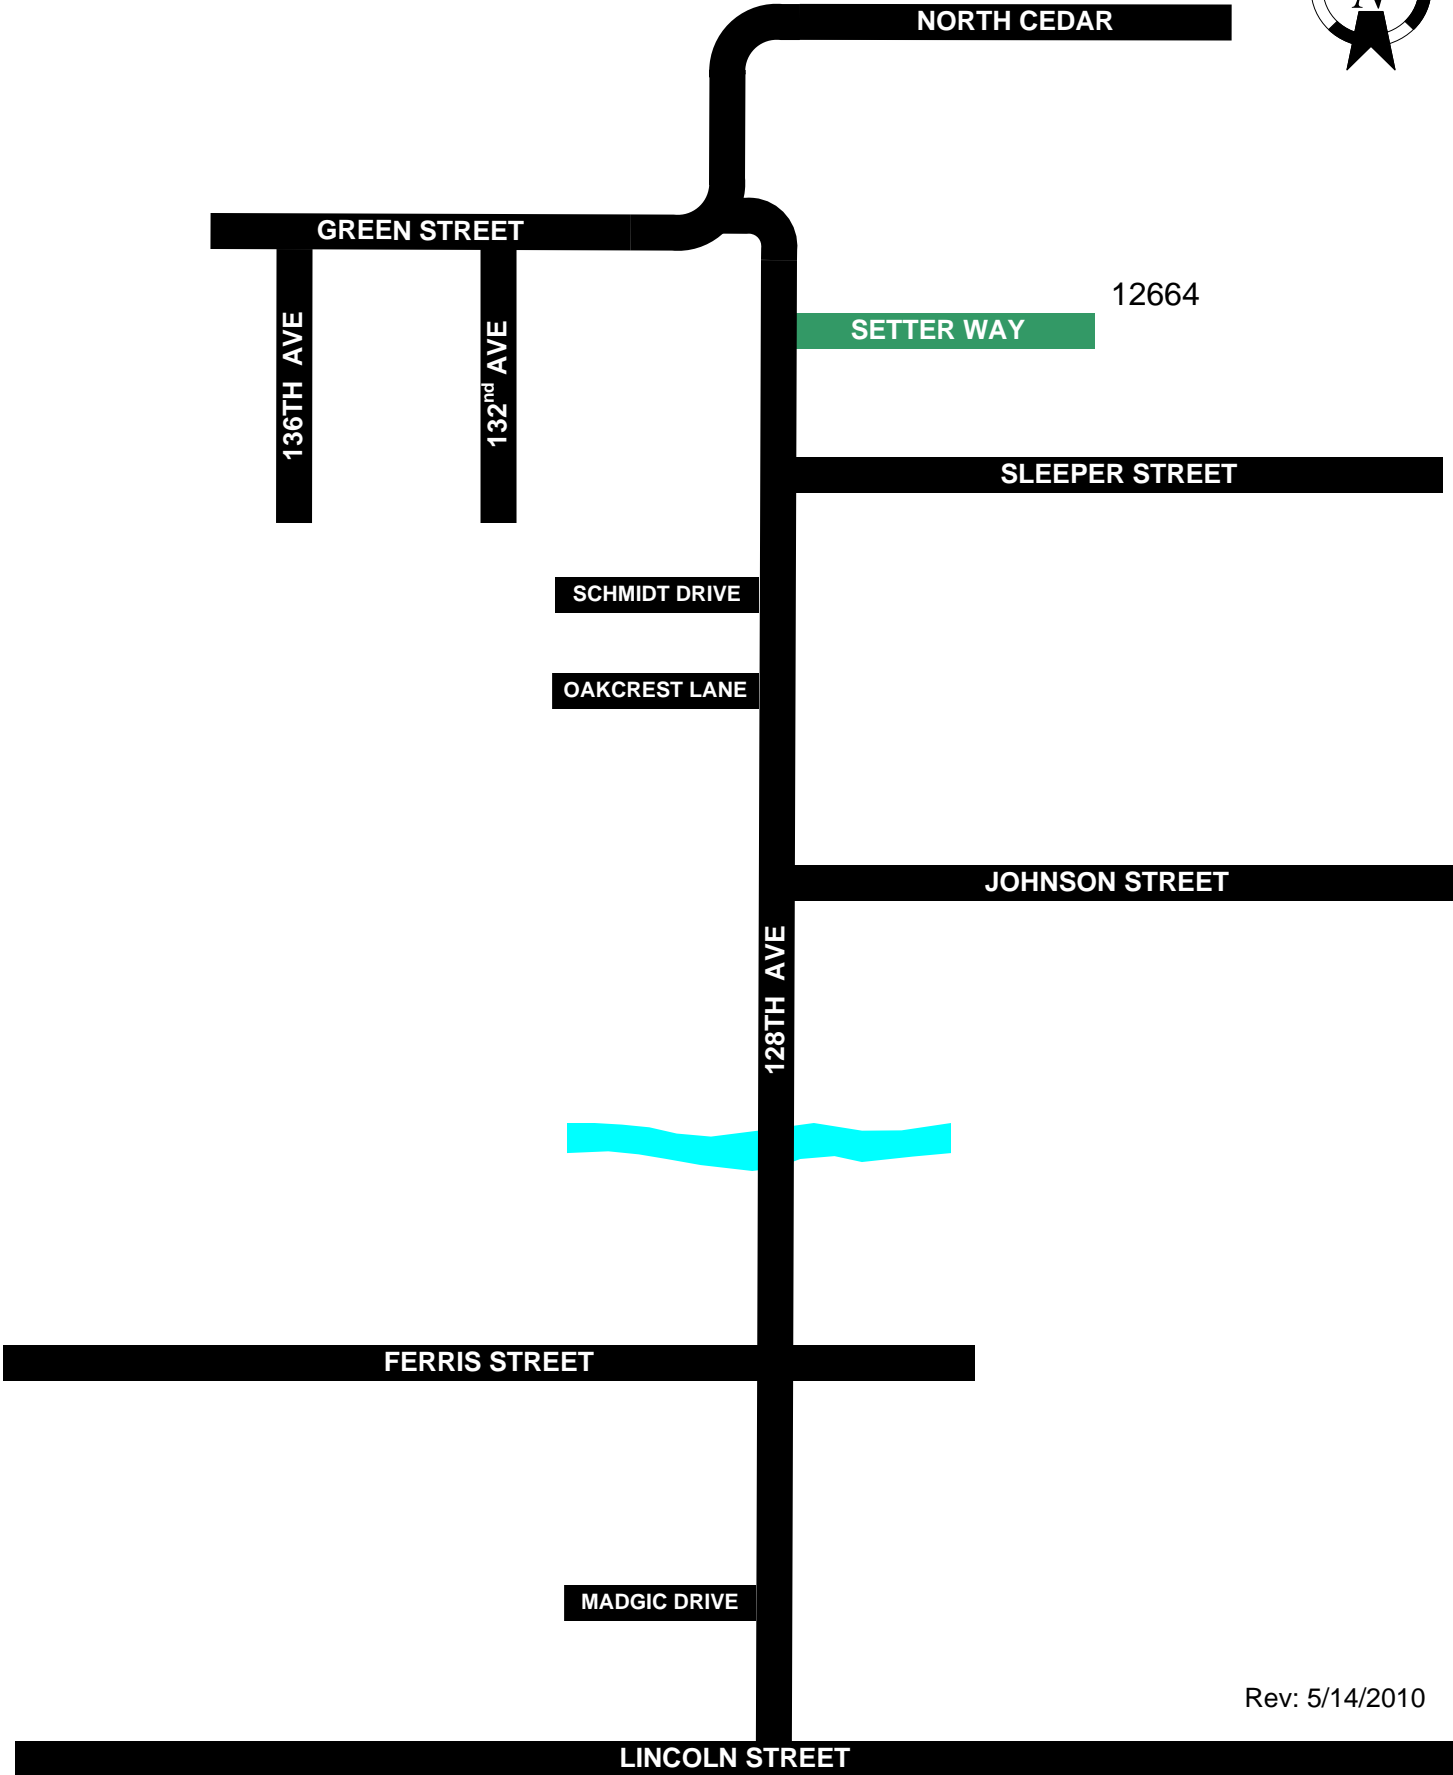 NORTH CEDAR
N
GREEN STREET
12664
SETTER WAY
136TH AVE
132nd AVE
SLEEPER STREET
SCHMIDT DRIVE
OAKCREST LANE
JOHNSON STREET
128TH AVE
FERRIS STREET
MADGIC DRIVE
Rev: 5/14/2010
LINCOLN STREET